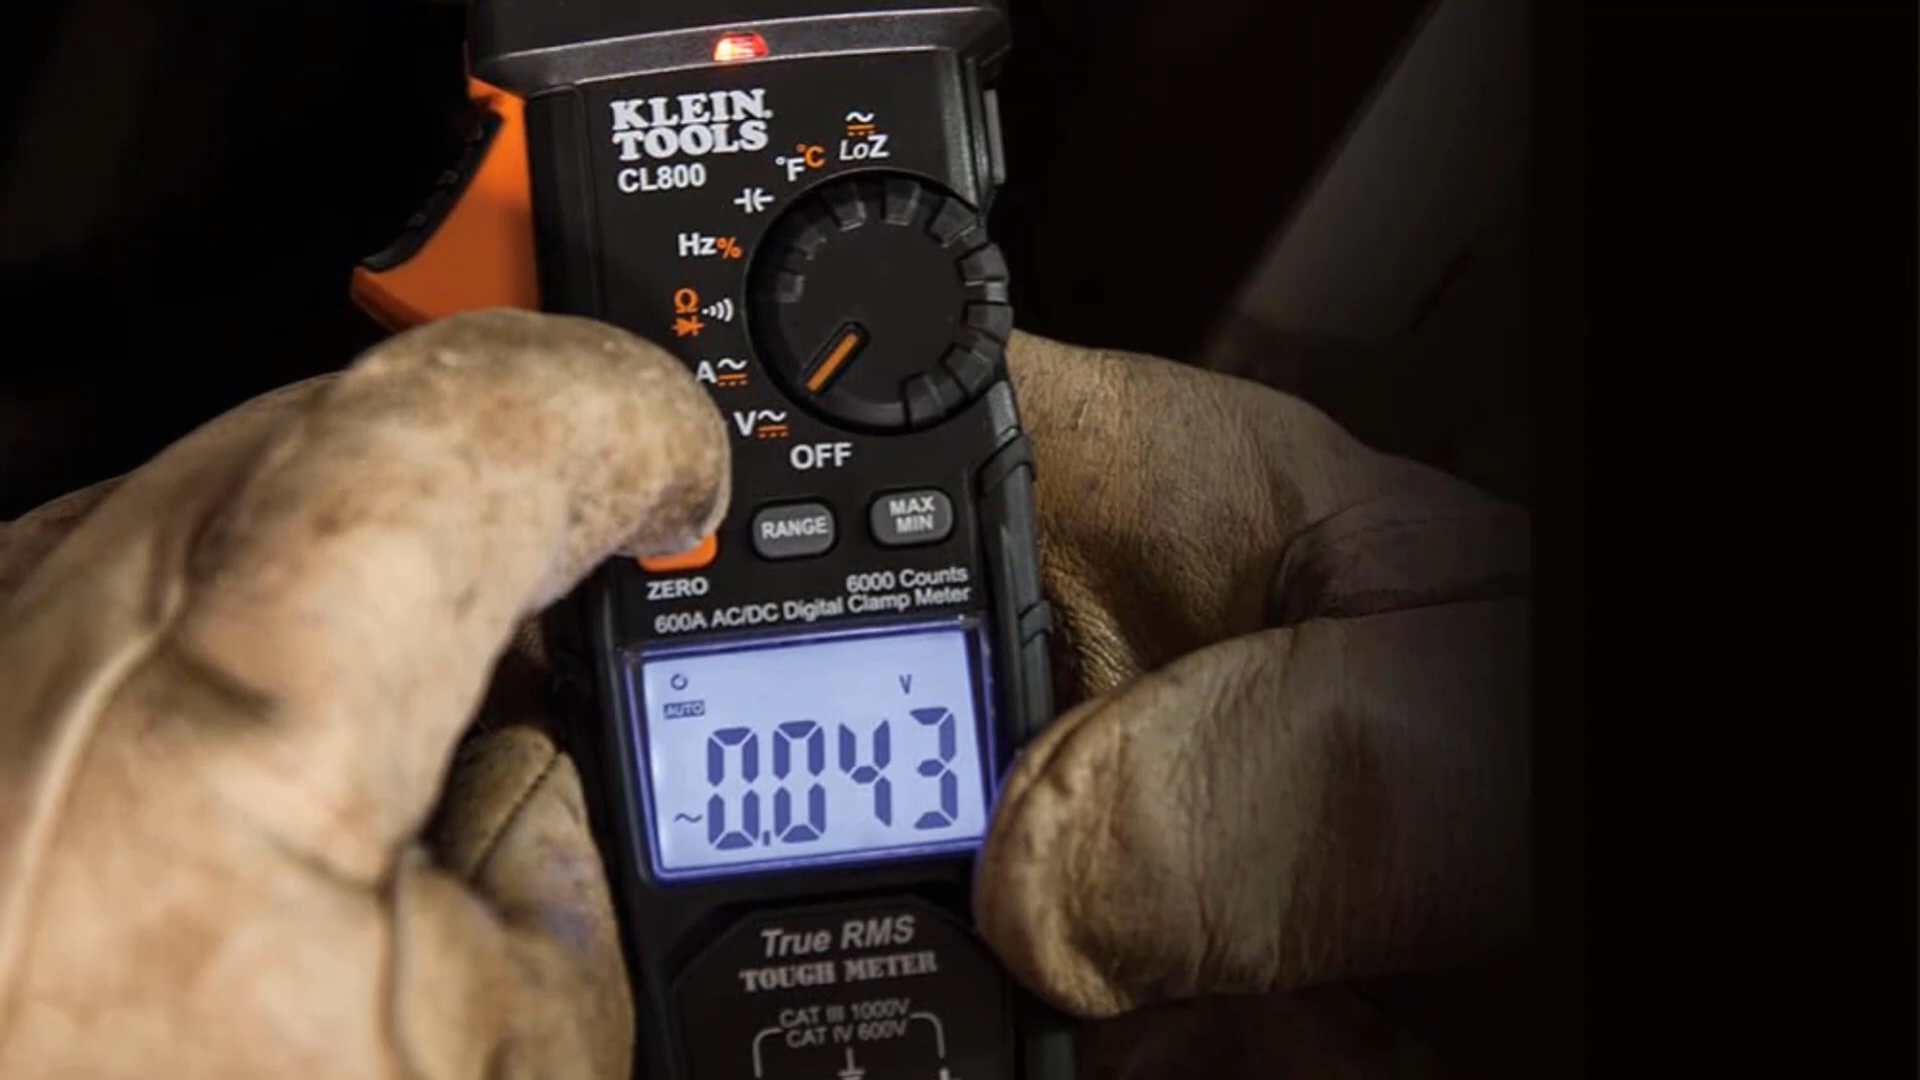 KLEIN
TOOLS
CL800
LoZ
°F°C
Hz%
Ω
A
V
OFF
RANGE
MAX
MIN
ZERO
6000 Counts
600A AC/DC Digital Clamp Meter
V
AUTO
~0.043
True RMS
TOUGH METER
CAT III 1000V
CAT IV 600V